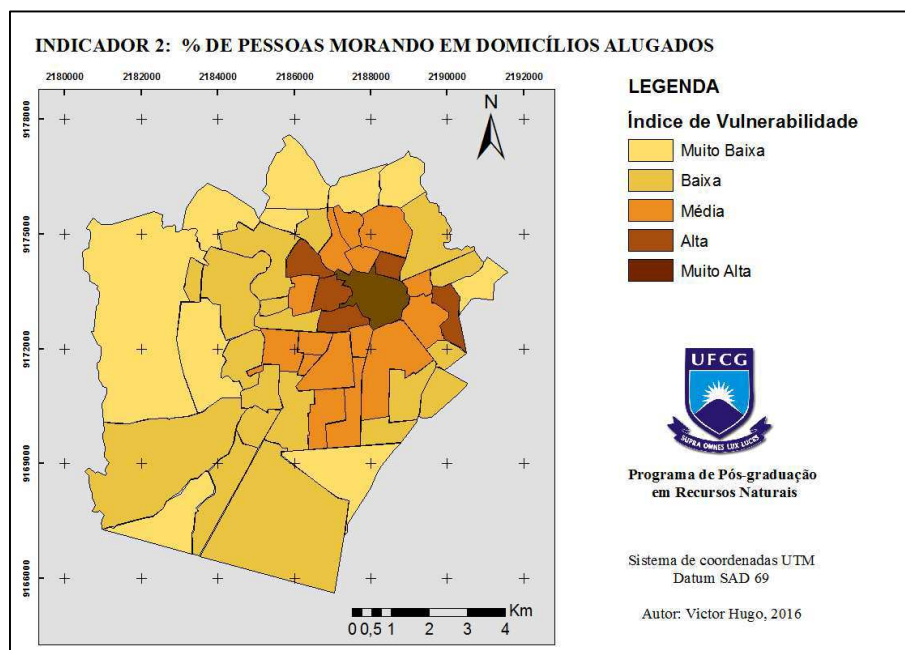 INDICADOR 2: % DE PESSOAS MORANDO EM DOMICÍLIOS ALUGADOS
2180000 2182000 2184000 2186000 2188000 2190000 2192000
9178000
9175000
9172000
9169000
9166000
N
Km
0 0,5 1 2 3 4
LEGENDA
Índice de Vulnerabilidade
Muito Baixa
Baixa
Média
Alta
Muito Alta
UFCG
SUPRA OMNES LUX LUCES
Programa de Pós-graduação
em Recursos Naturais
Sistema de coordenadas UTM
Datum SAD 69
Autor: Victor Hugo, 2016